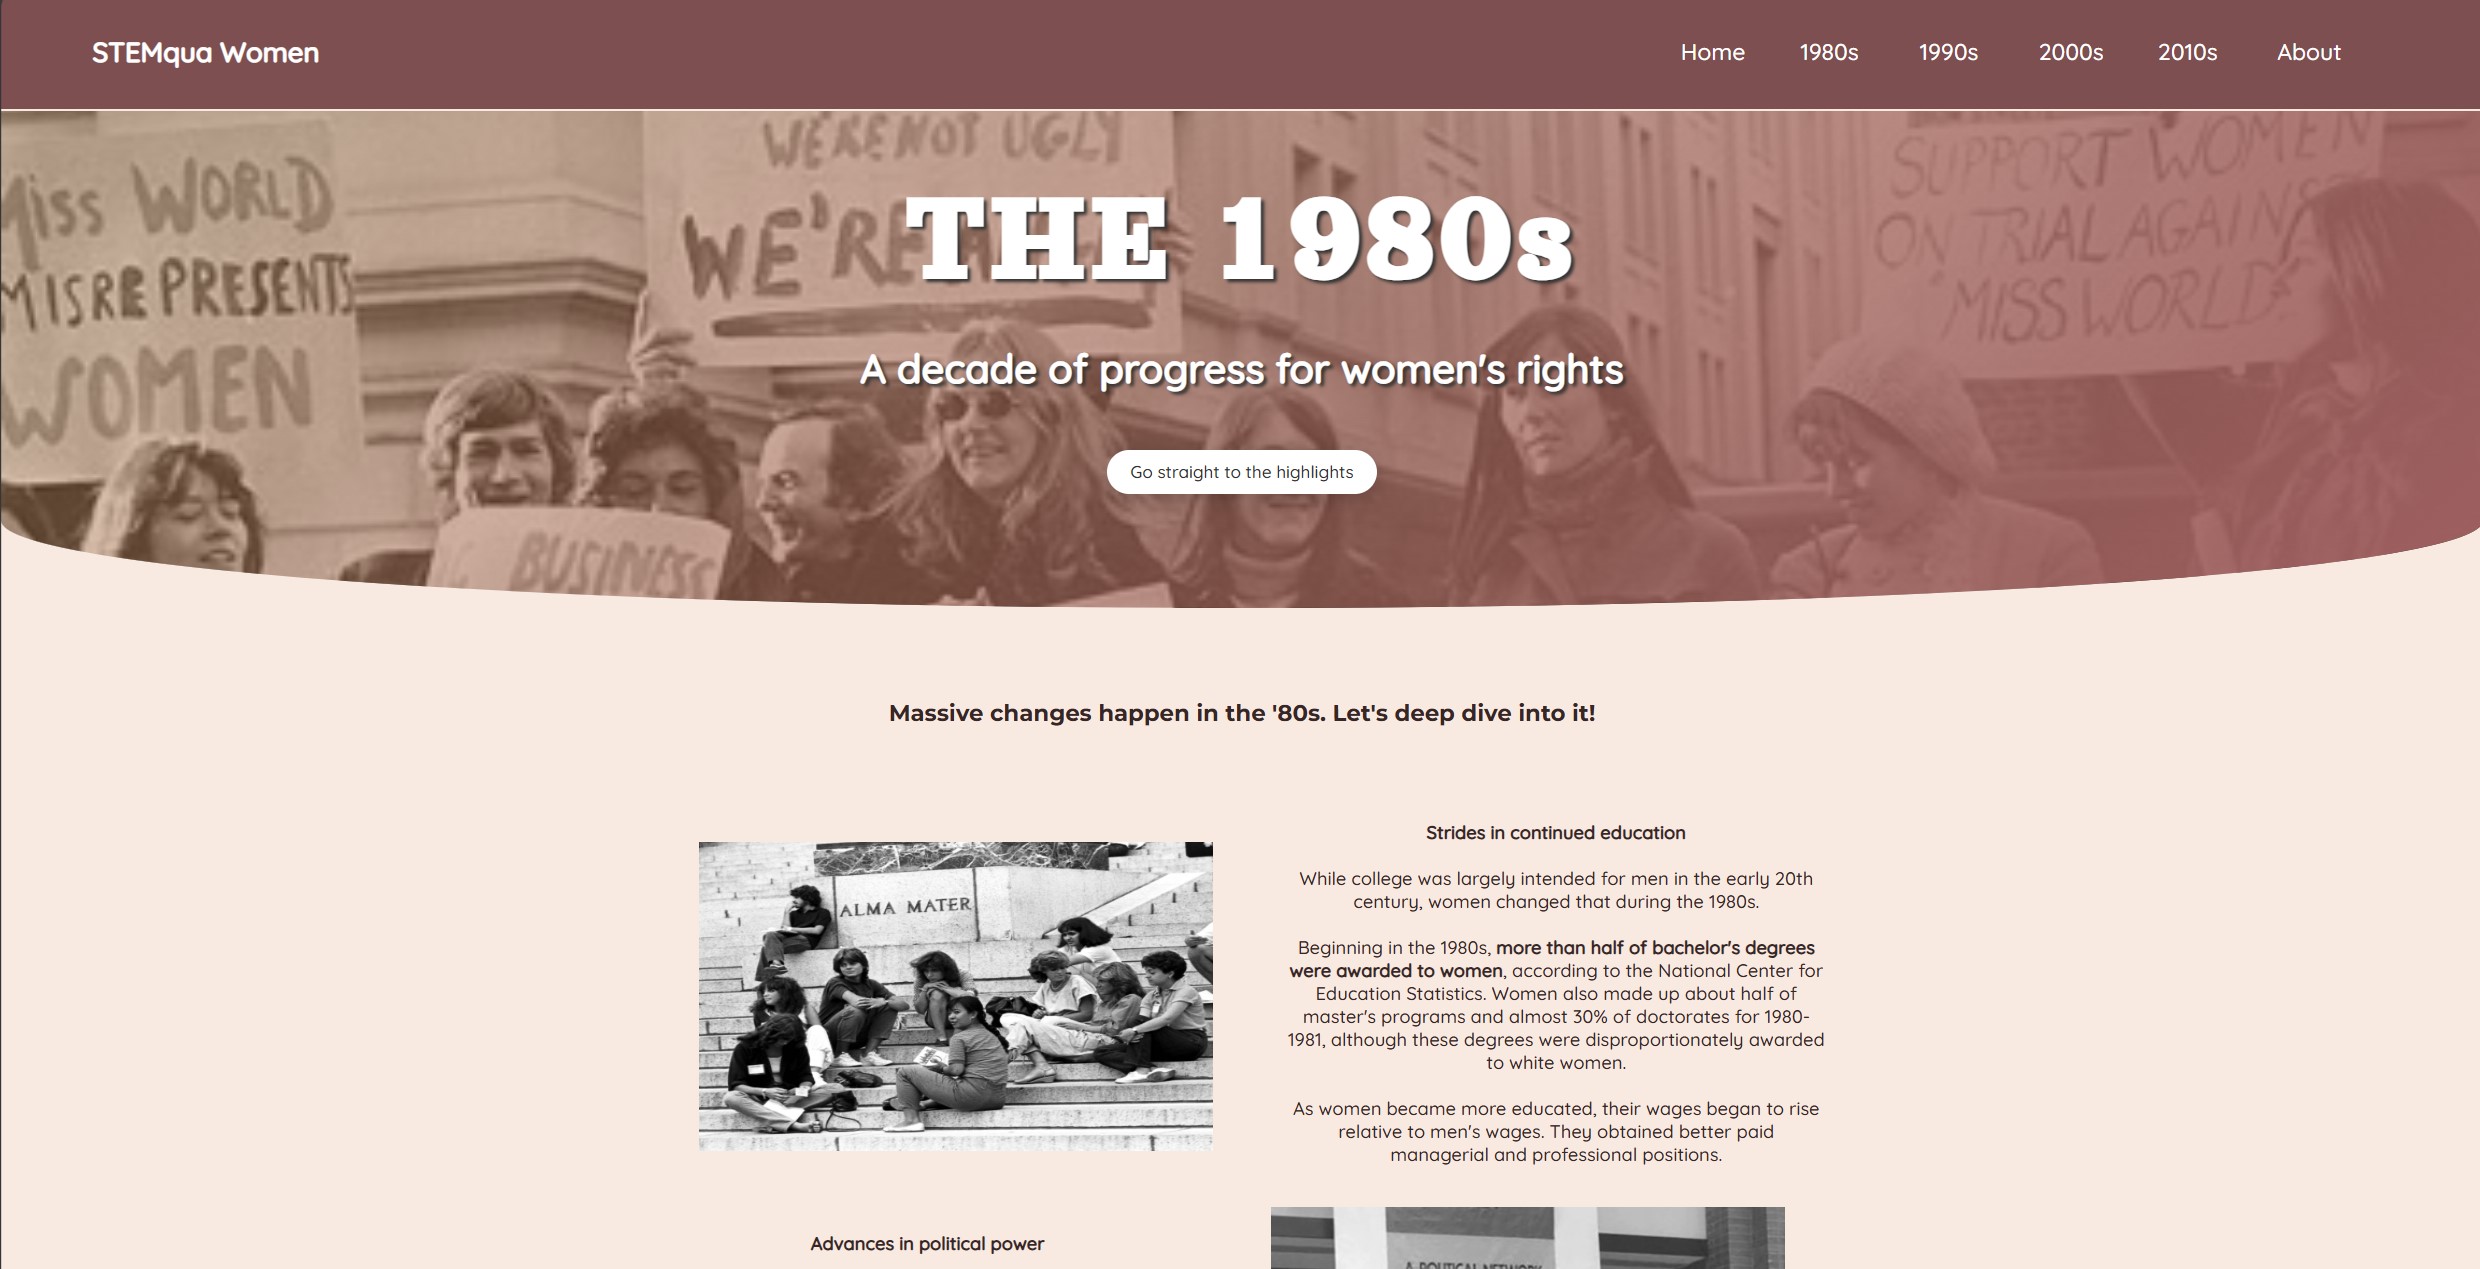 STEMqua Women
Home 1980s 1990s 2000s 2010s About
Miss WORLD
MISREPRESENTS
WOMEN
WE'RE NOT UGLY
WE'RE
SUPPORT WOMEN
ON TRIAL AGAINST
MISS WORLD
THE 1980s
A decade of progress for women's rights
Go straight to the highlights
BUSINESS
Massive changes happen in the '80s. Let's deep dive into it!
ALMA MATER
Strides in continued education
While college was largely intended for men in the early 20th
century, women changed that during the 1980s.
Beginning in the 1980s, more than half of bachelor's degrees
were awarded to women, according to the National Center for
Education Statistics. Women also made up about half of
master's programs and almost 30% of doctorates for 1980-
1981, although these degrees were disproportionately awarded
to white women.
As women became more educated, their wages began to rise
relative to men's wages. They obtained better paid
managerial and professional positions.
Advances in political power
A POLITICAL NETWORK